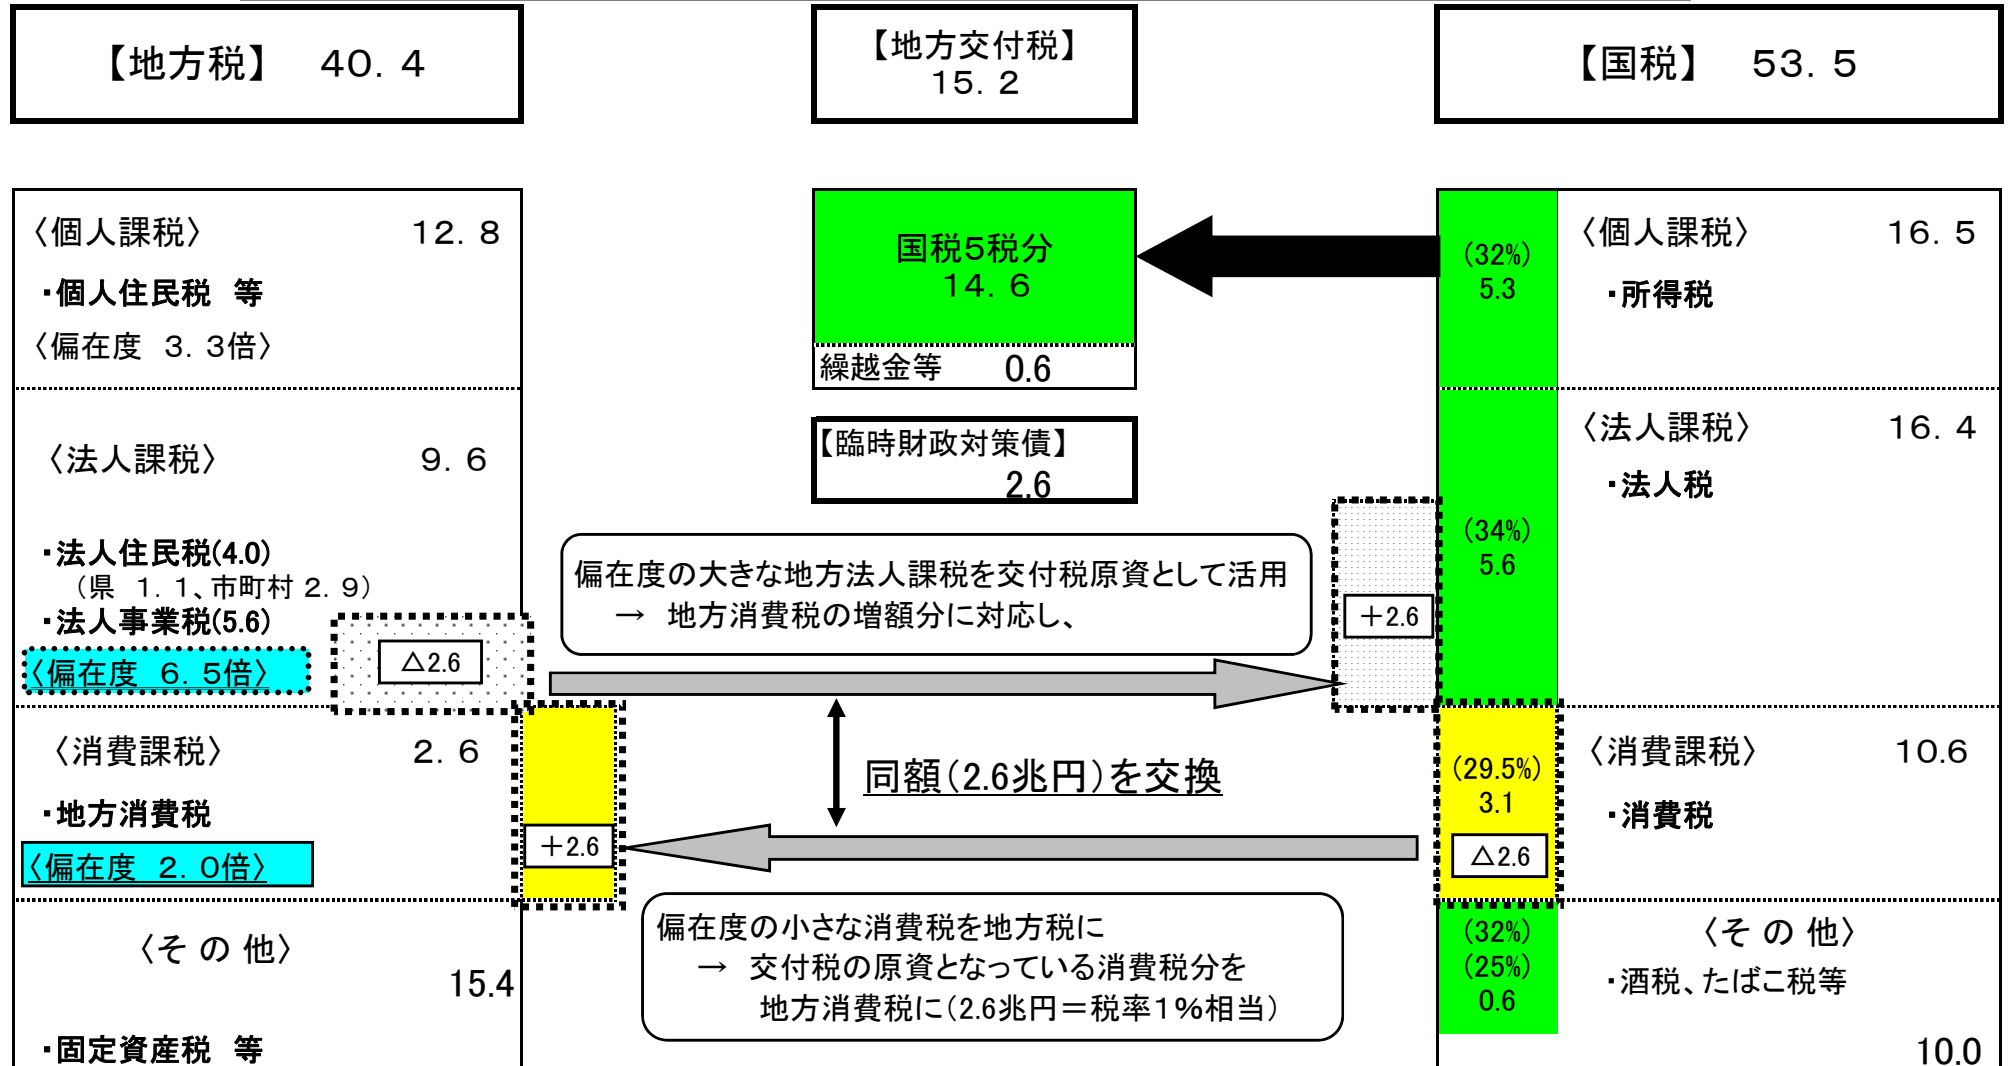 【地方税】　４０．４
【地方交付税】
１５．２
【国税】　５３．５
〈個人課税〉　１２．８
・個人住民税　等
〈偏在度　３．３倍〉
〈法人課税〉　９．６
・法人住民税(4.0)
（県　１．１、市町村 ２．９）
・法人事業税(5.6)
〈偏在度　６．５倍〉
△2.6
〈消費課税〉　２．６
・地方消費税
〈偏在度　２．０倍〉
＋2.6
〈そ の 他〉
15.4
・固定資産税　等
国税５税分
１４．６
繰越金等　0.6
【臨時財政対策債】
2.6
偏在度の大きな地方法人課税を交付税原資として活用
→　地方消費税の増額分に対応し、
同額（2.6兆円）を交換
偏在度の小さな消費税を地方税に
→　交付税の原資となっている消費税分を
地方消費税に（2.6兆円＝税率１％相当）
＋2.6
(32%)
5.3
〈個人課税〉　１６．５
・所得税
(34%)
5.6
〈法人課税〉　１６．４
・法人税
(29.5%)
3.1
△2.6
〈消費課税〉　10.6
・消費税
(32%)
(25%)
0.6
〈そ の 他〉
・酒税、たばこ税等
10.0